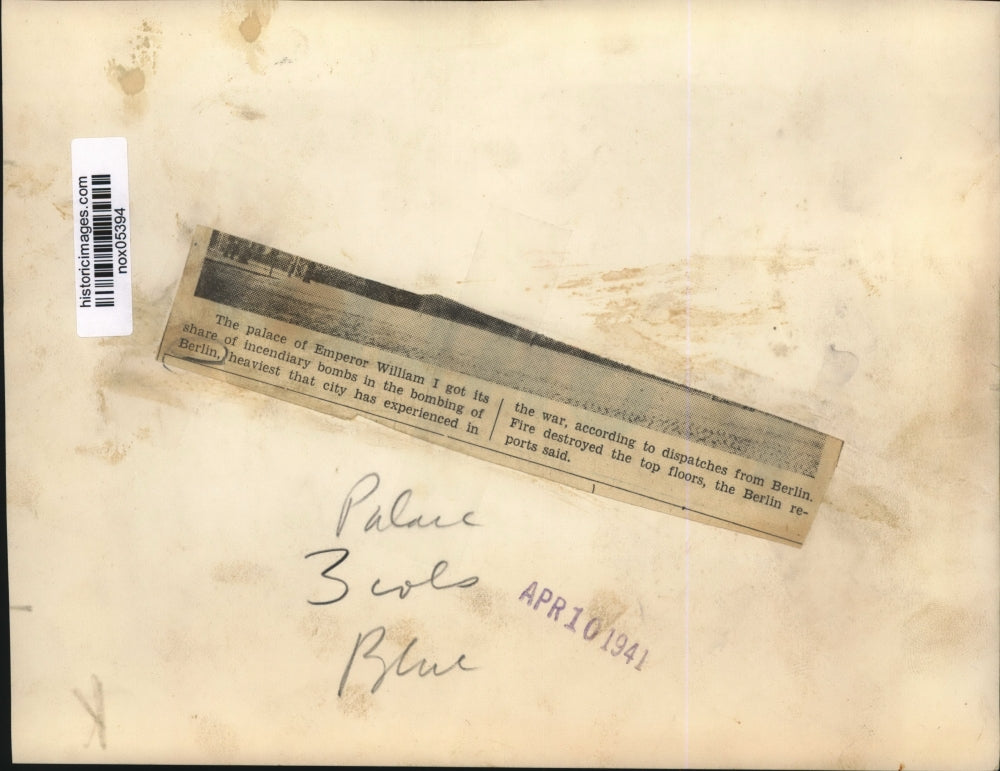 historicimages.com
nox05394
The palace of Emperor William I got its
share of incendiary bombs in the bombing of
Berlin, heaviest that city has experienced in
the war, according to dispatches from Berlin.
Fire destroyed the top floors, the Berlin re-
ports said.
Palace
3 cols
Blue
APR 10 1941
X